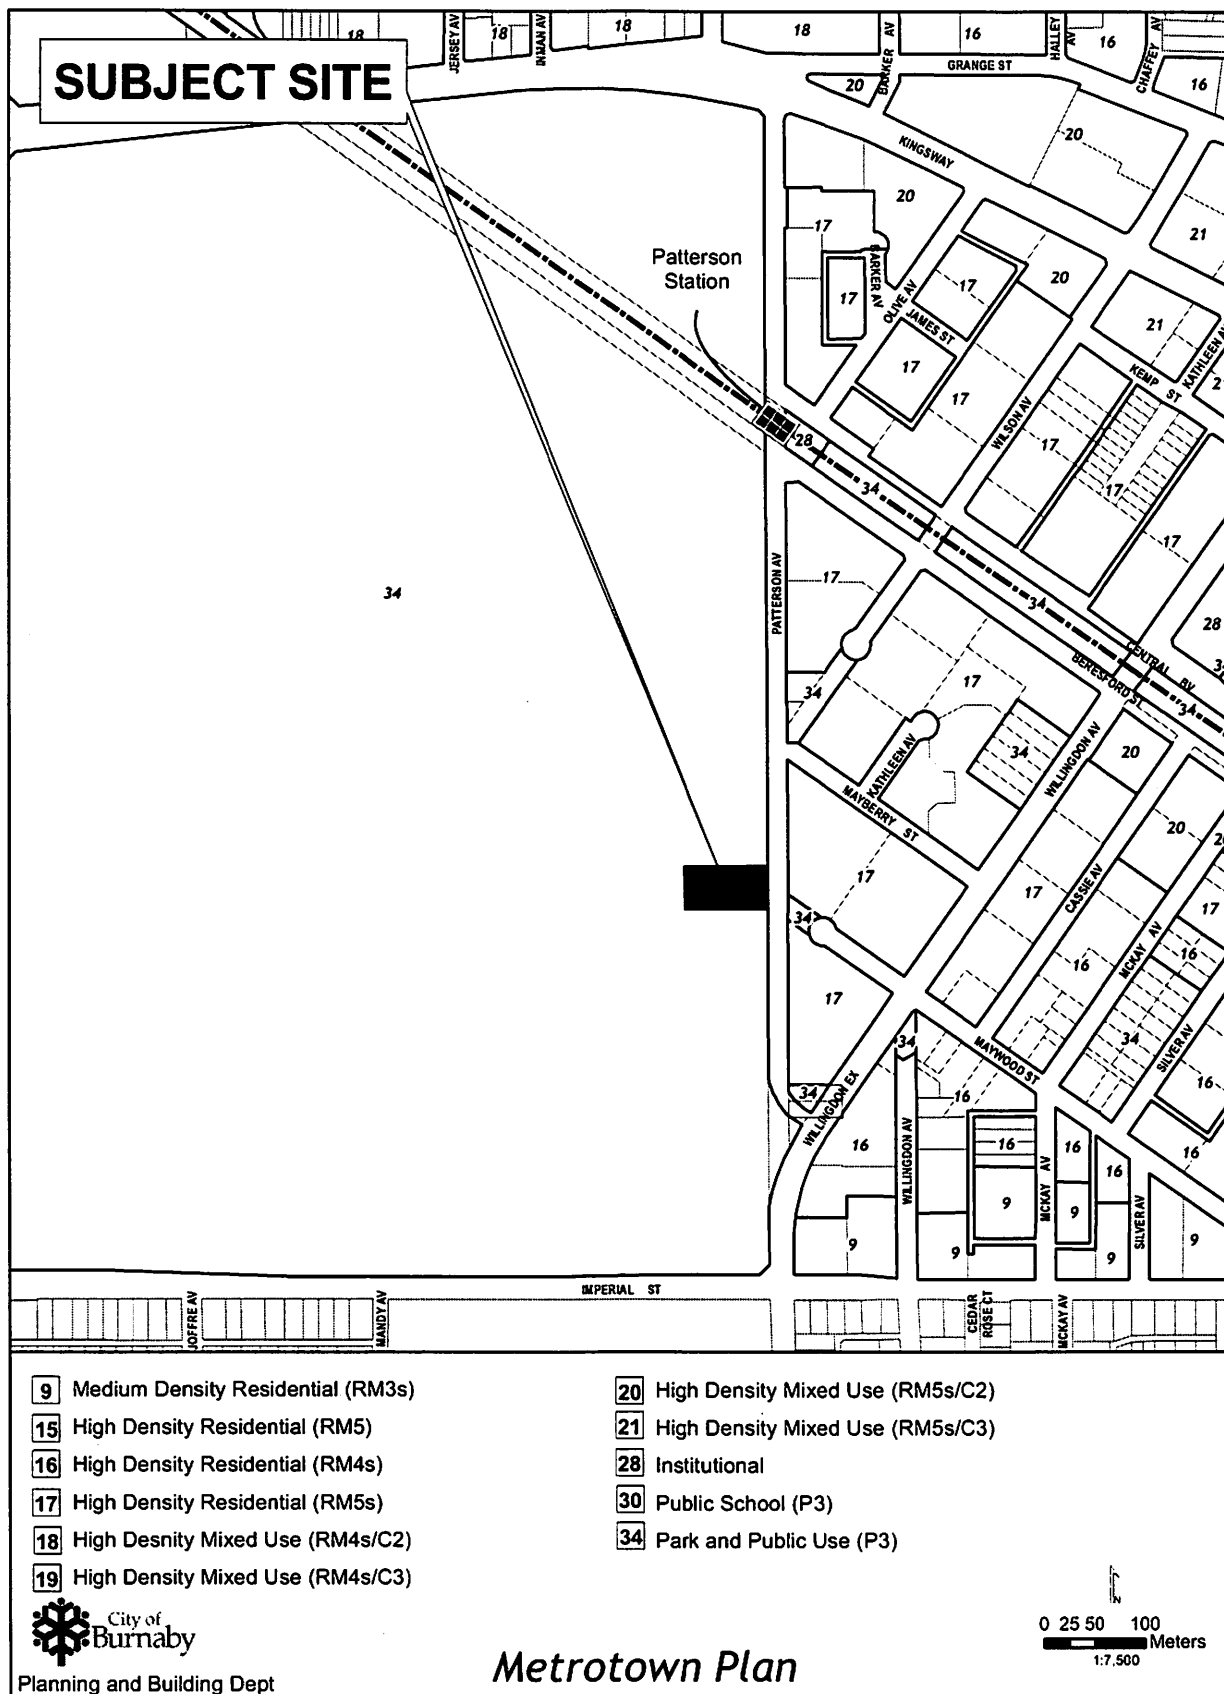 18
JERSEY AV
18
INMAN AV
18
18
BARKER AV
16
HALLEY AV
16
CHAFFEY AV
SUBJECT SITE
GRANGE ST
20
16
KINGSWAY
20
20
21
17
BARKER AV
Patterson
Station
17
OLIVE AV
17
JAMES ST
20
21
KATHLEEN AV
KEMP ST
17
17
WILSON AV
17
17
28
34
17
34
PATTERSON AV
17
34
28
CENTRAL BV
BERESFORD ST
34
34
17
KATHLEEN AV
34
WILLINGDON AV
20
MAYBERRY ST
20
17
17
CASSIE AV
17
34
MCKAY AV
16
16
17
34
SILVER AV
34
MAYWOOD ST
16
34
WILLINGDON EX
16
16
WILLINGDON AV
16
MCKAY AV
16
16
16
9
9
SILVER AV
9
9
9
9
IMPERIAL ST
JOFFRE AV
MANDY AV
CEDAR
ROSE CT
MCKAY AV
9 Medium Density Residential (RM3s)
15 High Density Residential (RM5)
16 High Density Residential (RM4s)
17 High Density Residential (RM5s)
18 High Desnity Mixed Use (RM4s/C2)
19 High Density Mixed Use (RM4s/C3)
20 High Density Mixed Use (RM5s/C2)
21 High Density Mixed Use (RM5s/C3)
28 Institutional
30 Public School (P3)
34 Park and Public Use (P3)
City of
Burnaby
Planning and Building Dept
Metrotown Plan
N
0 25 50 100
Meters
1:7,500